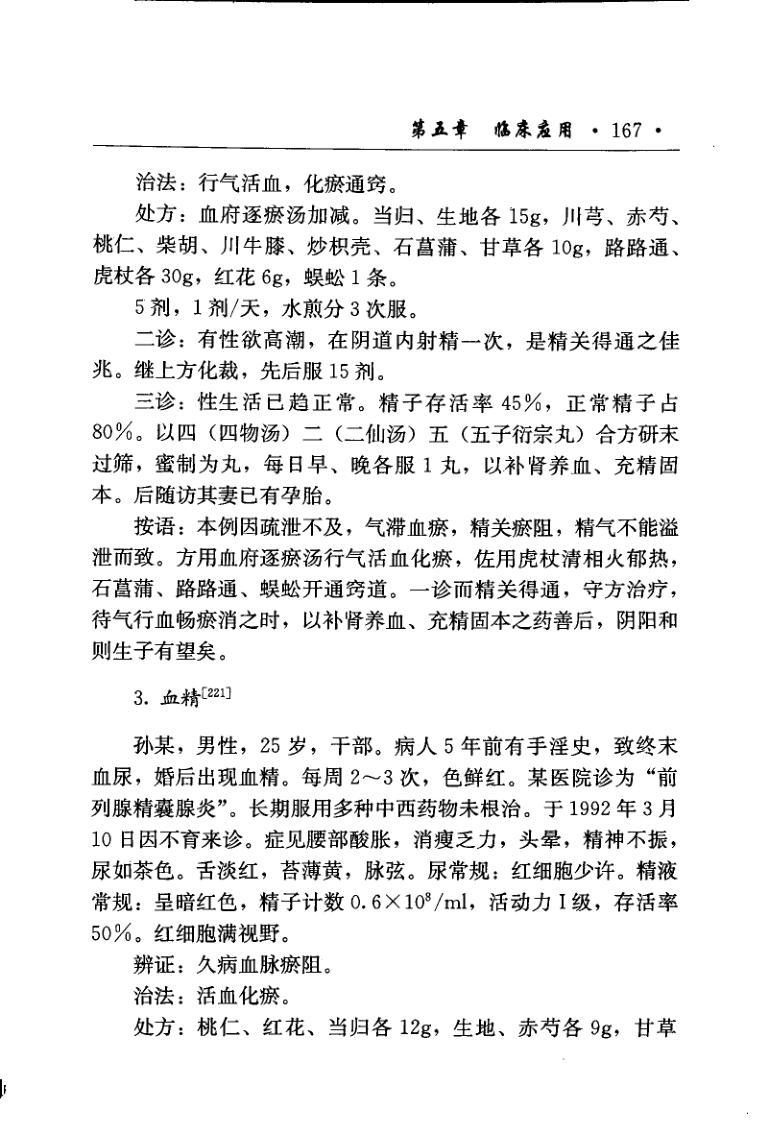 第五章 临床应用 · 167 ·
治法：行气活血，化瘀通窍。
处方：血府逐瘀汤加减。当归、生地各 15g，川芎、赤芍、
桃仁、柴胡、川牛膝、炒枳壳、石菖蒲、甘草各 10g，路路通、
虎杖各 30g，红花 6g，蜈蚣 1 条。
5 剂，1 剂/天，水煎分 3 次服。
二诊：有性欲高潮，在阴道内射精一次，是精关得通之佳
兆。继上方化裁，先后服 15 剂。
三诊：性生活已趋正常。精子存活率 45%，正常精子占
80%。以四（四物汤）二（二仙汤）五（五子衍宗丸）合方研末
过筛，蜜制为丸，每日早、晚各服 1 丸，以补肾养血、充精固
本。后随访其妻已有孕胎。
按语：本例因疏泄不及，气滞血瘀，精关瘀阻，精气不能溢
泄而致。方用血府逐瘀汤行气活血化瘀，佐用虎杖清相火郁热，
石菖蒲、路路通、蜈蚣开通窍道。一诊而精关得通，守方治疗，
待气行血畅瘀消之时，以补肾养血、充精固本之药善后，阴阳和
则生子有望矣。
3. 血精[221]
孙某，男性，25 岁，干部。病人 5 年前有手淫史，致终末
血尿，婚后出现血精。每周 2～3 次，色鲜红。某医院诊为“前
列腺精囊腺炎”。长期服用多种中西药物未根治。于 1992 年 3 月
10 日因不育来诊。症见腰部酸胀，消瘦乏力，头晕，精神不振，
尿如茶色。舌淡红，苔薄黄，脉弦。尿常规：红细胞少许。精液
常规：呈暗红色，精子计数 0.6×10⁸/ml，活动力 I 级，存活率
50%。红细胞满视野。
辨证：久病血脉瘀阻。
治法：活血化瘀。
处方：桃仁、红花、当归各 12g，生地、赤芍各 9g，甘草